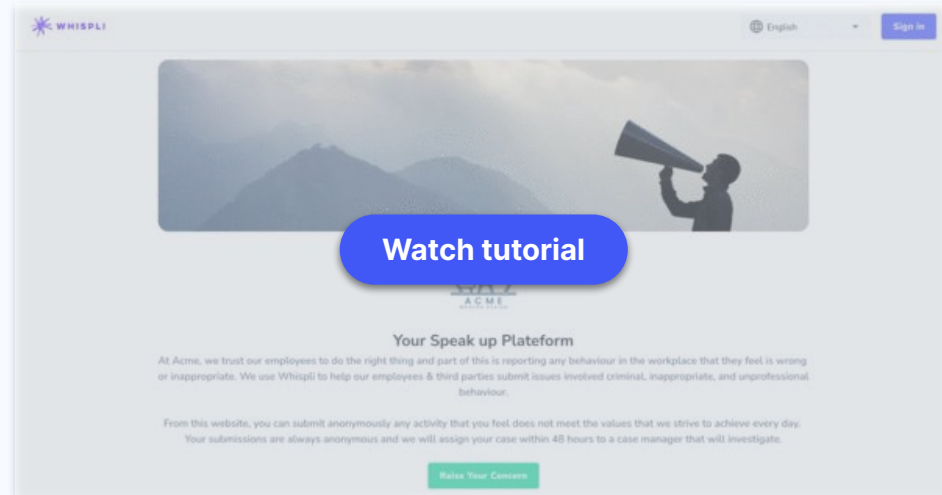 WHISPLI
English
Sign In
Watch tutorial
ACME
Your Speak up Plateform
At Acme, we trust our employees to do the right thing and part of this is reporting any behaviour in the workplace that they feel is wrong
or inappropriate. We use Whispli to help our employees & third parties submit issues involved criminal, inappropriate, and unprofessional
behaviour.
From this website, you can submit anonymously any activity that you feel does not meet the values that we strive to achieve every day.
Your submissions are always anonymous and we will assign your case within 48 hours to a case manager that will investigate.
Raise Your Concern